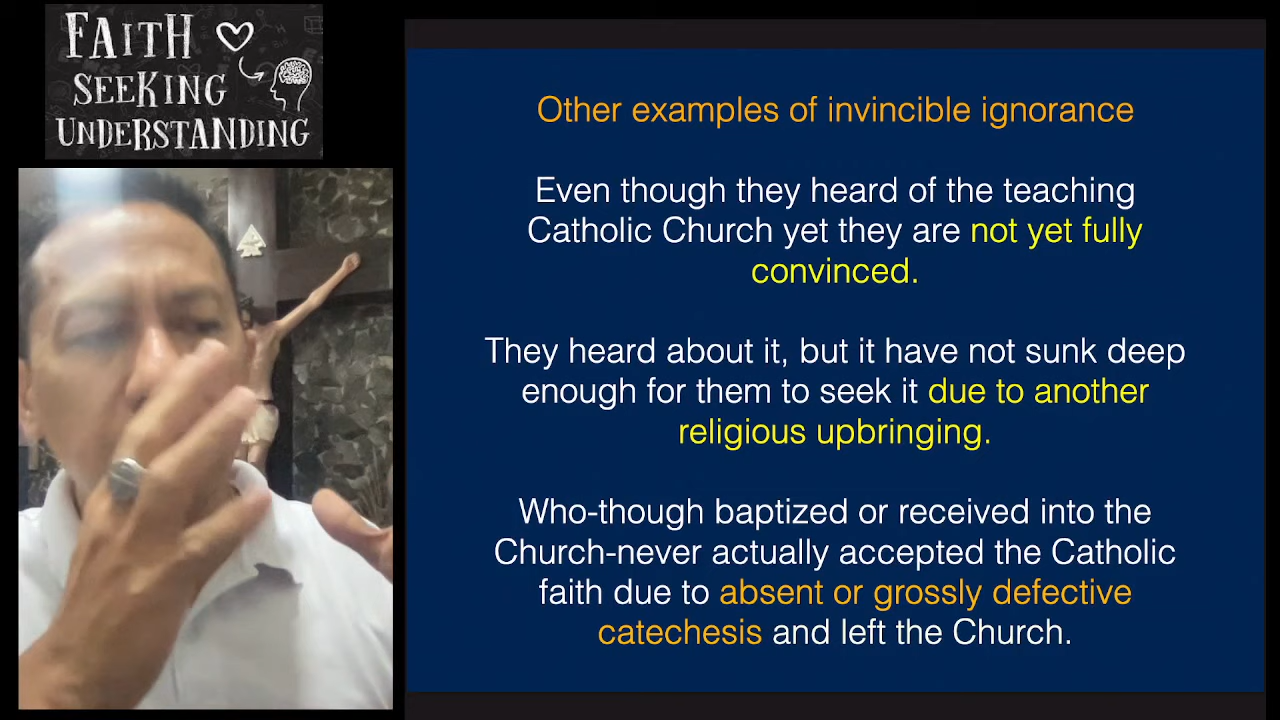 FAITH
SEEKING
UNDERSTANDING
Other examples of invincible ignorance
Even though they heard of the teaching
Catholic Church yet they are not yet fully
convinced.
They heard about it, but it have not sunk deep
enough for them to seek it due to another
religious upbringing.
Who-though baptized or received into the
Church-never actually accepted the Catholic
faith due to absent or grossly defective
catechesis and left the Church.